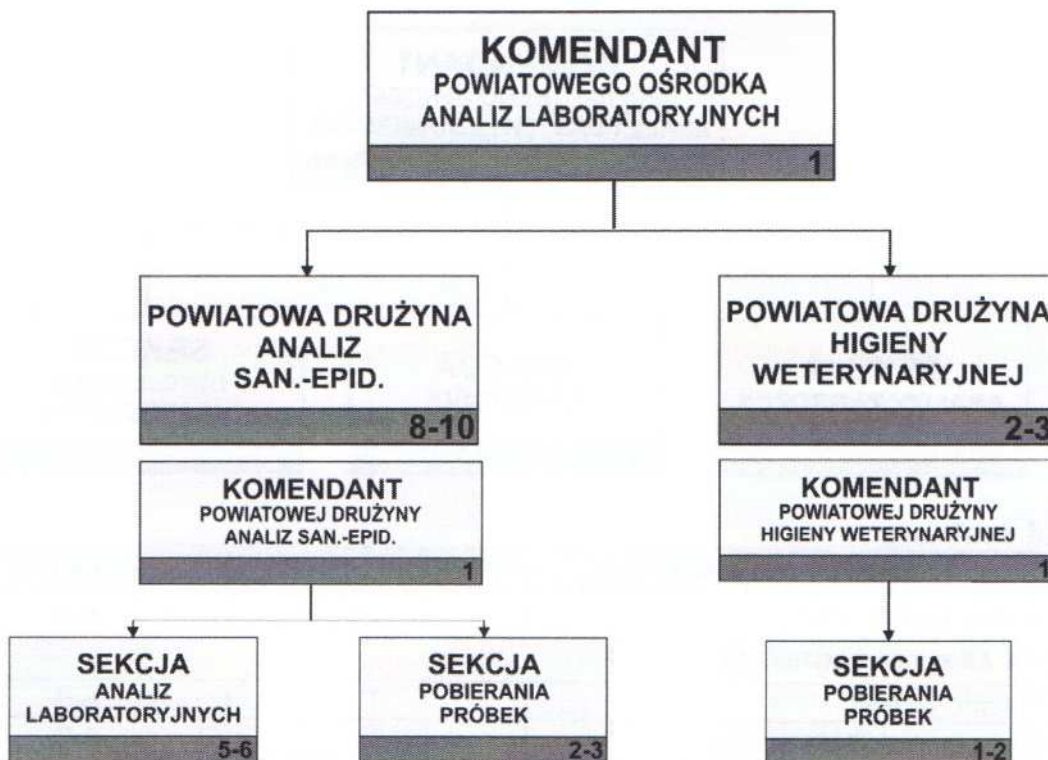 KOMENDANT
POWIATOWEGO OŚRODKA
ANALIZ LABORATORYJNYCH
1
POWIATOWA DRUŻYNA
ANALIZ
SAN.-EPID.
8-10
POWIATOWA DRUŻYNA
HIGIENY
WETERYNARYJNEJ
2-3
KOMENDANT
POWIATOWEJ DRUŻYNY
ANALIZ SAN.-EPID.
1
KOMENDANT
POWIATOWEJ DRUŻYNY
HIGIENY WETERYNARYJNEJ
1
SEKCJA
ANALIZ
LABORATORYJNYCH
5-6
SEKCJA
POBIERANIA
PRÓBEK
2-3
SEKCJA
POBIERANIA
PRÓBEK
1-2